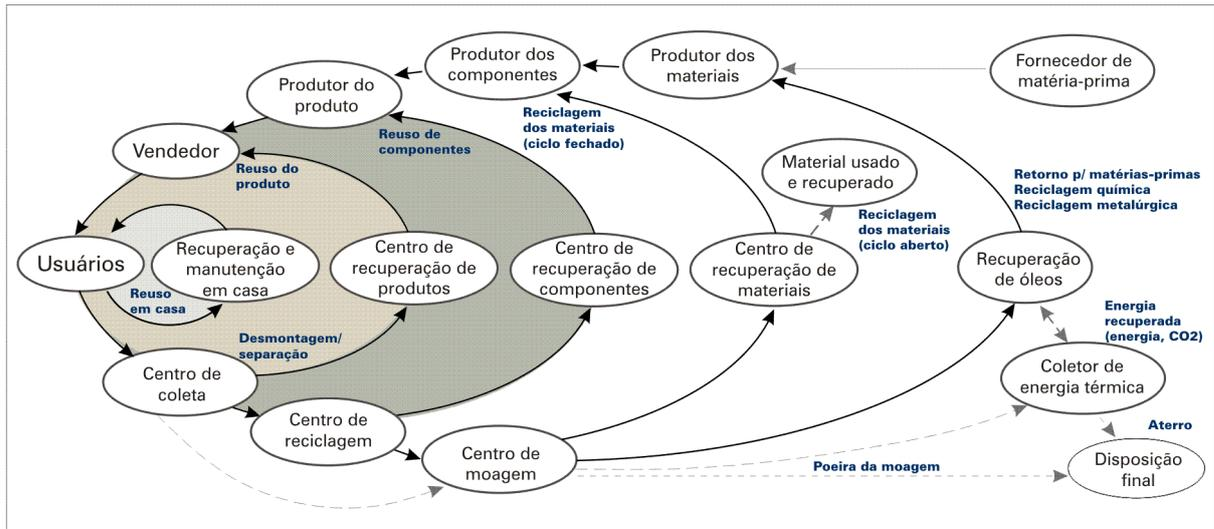 Produtor dos
componentes
Produtor dos
materiais
Fornecedor de
matéria-prima
Produtor do
produto
Reciclagem
dos materiais
(ciclo fechado)
Reuso de
componentes
Vendedor
Reuso do
produto
Material usado
e recuperado
Retorno p/ matérias-primas
Reciclagem química
Reciclagem metalúrgica
Reciclagem
dos materiais
(ciclo aberto)
Usuários
Recuperação e
manutenção
em casa
Centro de
recuperação de
produtos
Centro de
recuperação de
componentes
Centro de
recuperação de
materiais
Recuperação
de óleos
Reuso
em casa
Energia
recuperada
(energia, CO2)
Desmontagem/
separação
Centro de
coleta
Coletor de
energia térmica
Centro de
reciclagem
Aterro
Centro de
moagem
Poeira da moagem
Disposição
final